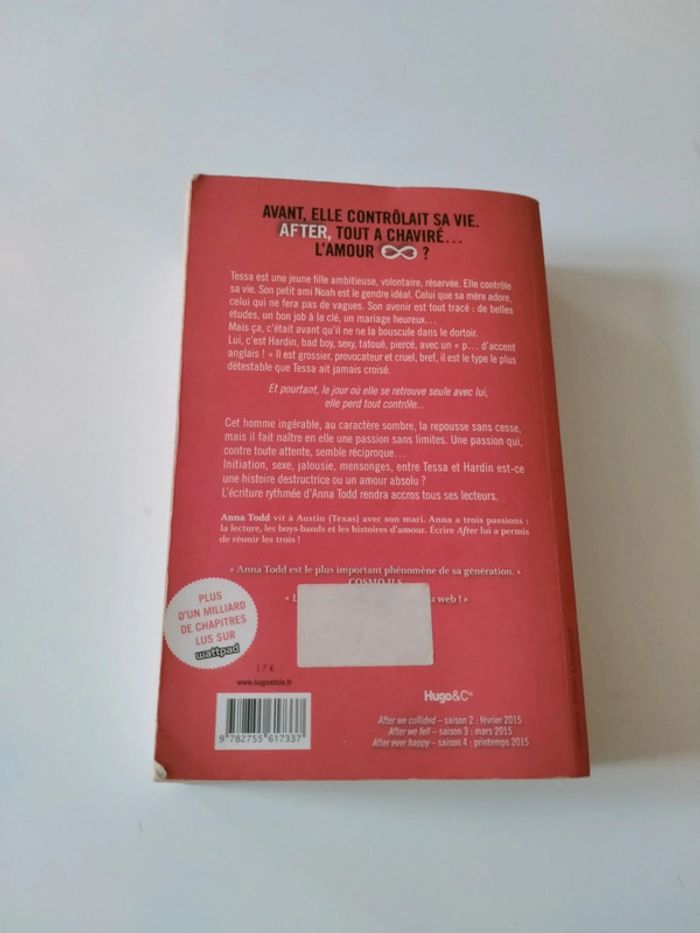 AVANT, ELLE CONTRÔLAIT SA VIE.
AFTER, TOUT A CHAVIRÉ...
L'AMOUR ?
Tessa est une jeune fille ambitieuse, volontaire, réservée. Elle contrôle
sa vie. Son petit ami Noah est le gendre idéal. Celui que sa mère adore,
celui qui ne fera pas de vagues. Son avenir est tout tracé : de belles
études, un bon job à la clé, un mariage heureux...
Mais ça, c'était avant qu'il ne ne la bouscule dans le dortoir.
Lui, c'est Hardin, bad boy, sexy, tatoué, piercé, avec un « p... d'accent
anglais ! » Il est grossier, provocateur et cruel, bref, il est le type le plus
détestable que Tessa ait jamais croisé.
Et pourtant, le jour où elle se retrouve seule avec lui,
elle perd tout contrôle...
Cet homme ingérable, au caractère sombre, la repousse sans cesse,
mais il fait naître en elle une passion sans limites. Une passion qui,
contre toute attente, semble réciproque...
Initiation, sexe, jalousie, mensonges, entre Tessa et Hardin est-ce
une histoire destructrice ou un amour absolu ?
L'écriture rythmée d'Anna Todd rendra accros tous ses lecteurs.
Anna Todd vit à Austin (Texas) avec son mari. Anna a trois passions :
la lecture, les boys bands et les histoires d'amour. Écrire After lui a permis
de réunir les trois !
« Anna Todd est le plus important phénomène de sa génération. »
COSMO U.S.
web ! »
PLUS
D'UN MILLIARD
DE CHAPITRES
LUS SUR
wattpad
17 €
www.hugoetcie.fr
9 782755 617337
Hugo&Cie
After we collided – saison 2 : février 2015
After we fell – saison 3 : mars 2015
After ever happy – saison 4 : printemps 2015